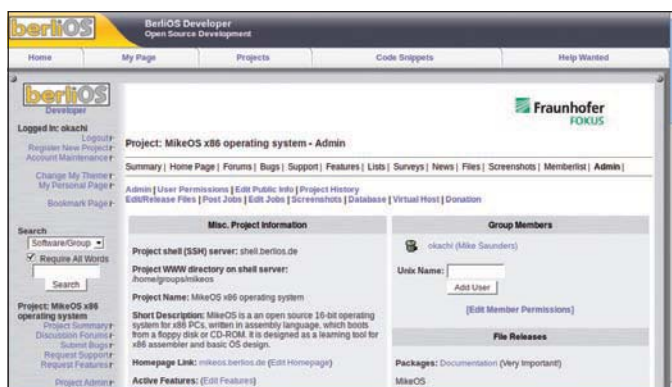 berliOS
BerliOS Developer
Open Source Development
Home
My Page
Projects
Code Snippets
Help Wanted
berliOS
Developer
Fraunhofer
FOKUS
Logged In: okachi
Logout
Register New Project
Account Maintenance
Change My Theme
My Personal Page
Bookmark Page
Search
Software/Group
Require All Words
Search
Project: MikeOS x86
operating system
Project Summary
Discussion Forums
Submit Bugs
Request Support
Request Features
Project Admin
Project: MikeOS x86 operating system - Admin
Summary | Home Page | Forums | Bugs | Support | Features | Lists | Surveys | News | Files | Screenshots | Memberlist | Admin |
Admin | User Permissions | Edit Public Info | Project History
Edit/Release Files | Post Jobs | Edit Jobs | Screenshots | Database | Virtual Host | Donation
Misc. Project Information
Project shell (SSH) server: shell.berlios.de
Project WWW directory on shell server:
/home/groups/mikeos
Project Name: MikeOS x86 operating system
Short Description: MikeOS is a an open source 16-bit operating
system for x86 PCs, written in assembly language, which boots
from a floppy disk or CD-ROM. It is designed as a learning tool for
x86 assembler and basic OS design.
Homepage Link: mikeos.berlios.de (Edit Homepage)
Active Features: (Edit Features)
Group Members
okachi (Mike Saunders)
Unix Name:
Add User
[Edit Member Permissions]
File Releases
Packages: Documentation (Very Important!)
MikeOS